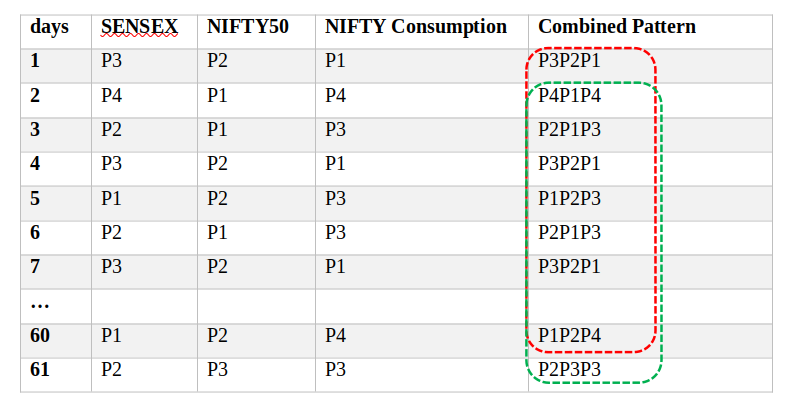 days SENSEX NIFTY50 NIFTY Consumption Combined Pattern
1 P3 P2 P1 P3P2P1
2 P4 P1 P4 P4P1P4
3 P2 P1 P3 P2P1P3
4 P3 P2 P1 P3P2P1
5 P1 P2 P3 P1P2P3
6 P2 P1 P3 P2P1P3
7 P3 P2 P1 P3P2P1
…
60 P1 P2 P4 P1P2P4
61 P2 P3 P3 P2P3P3